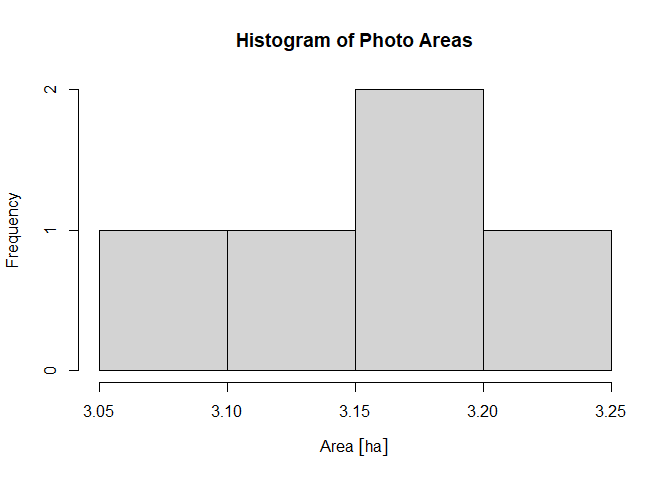 Histogram of Photo Areas
2
1
0
Frequency
3.05 3.10 3.15 3.20 3.25
Area [ha]